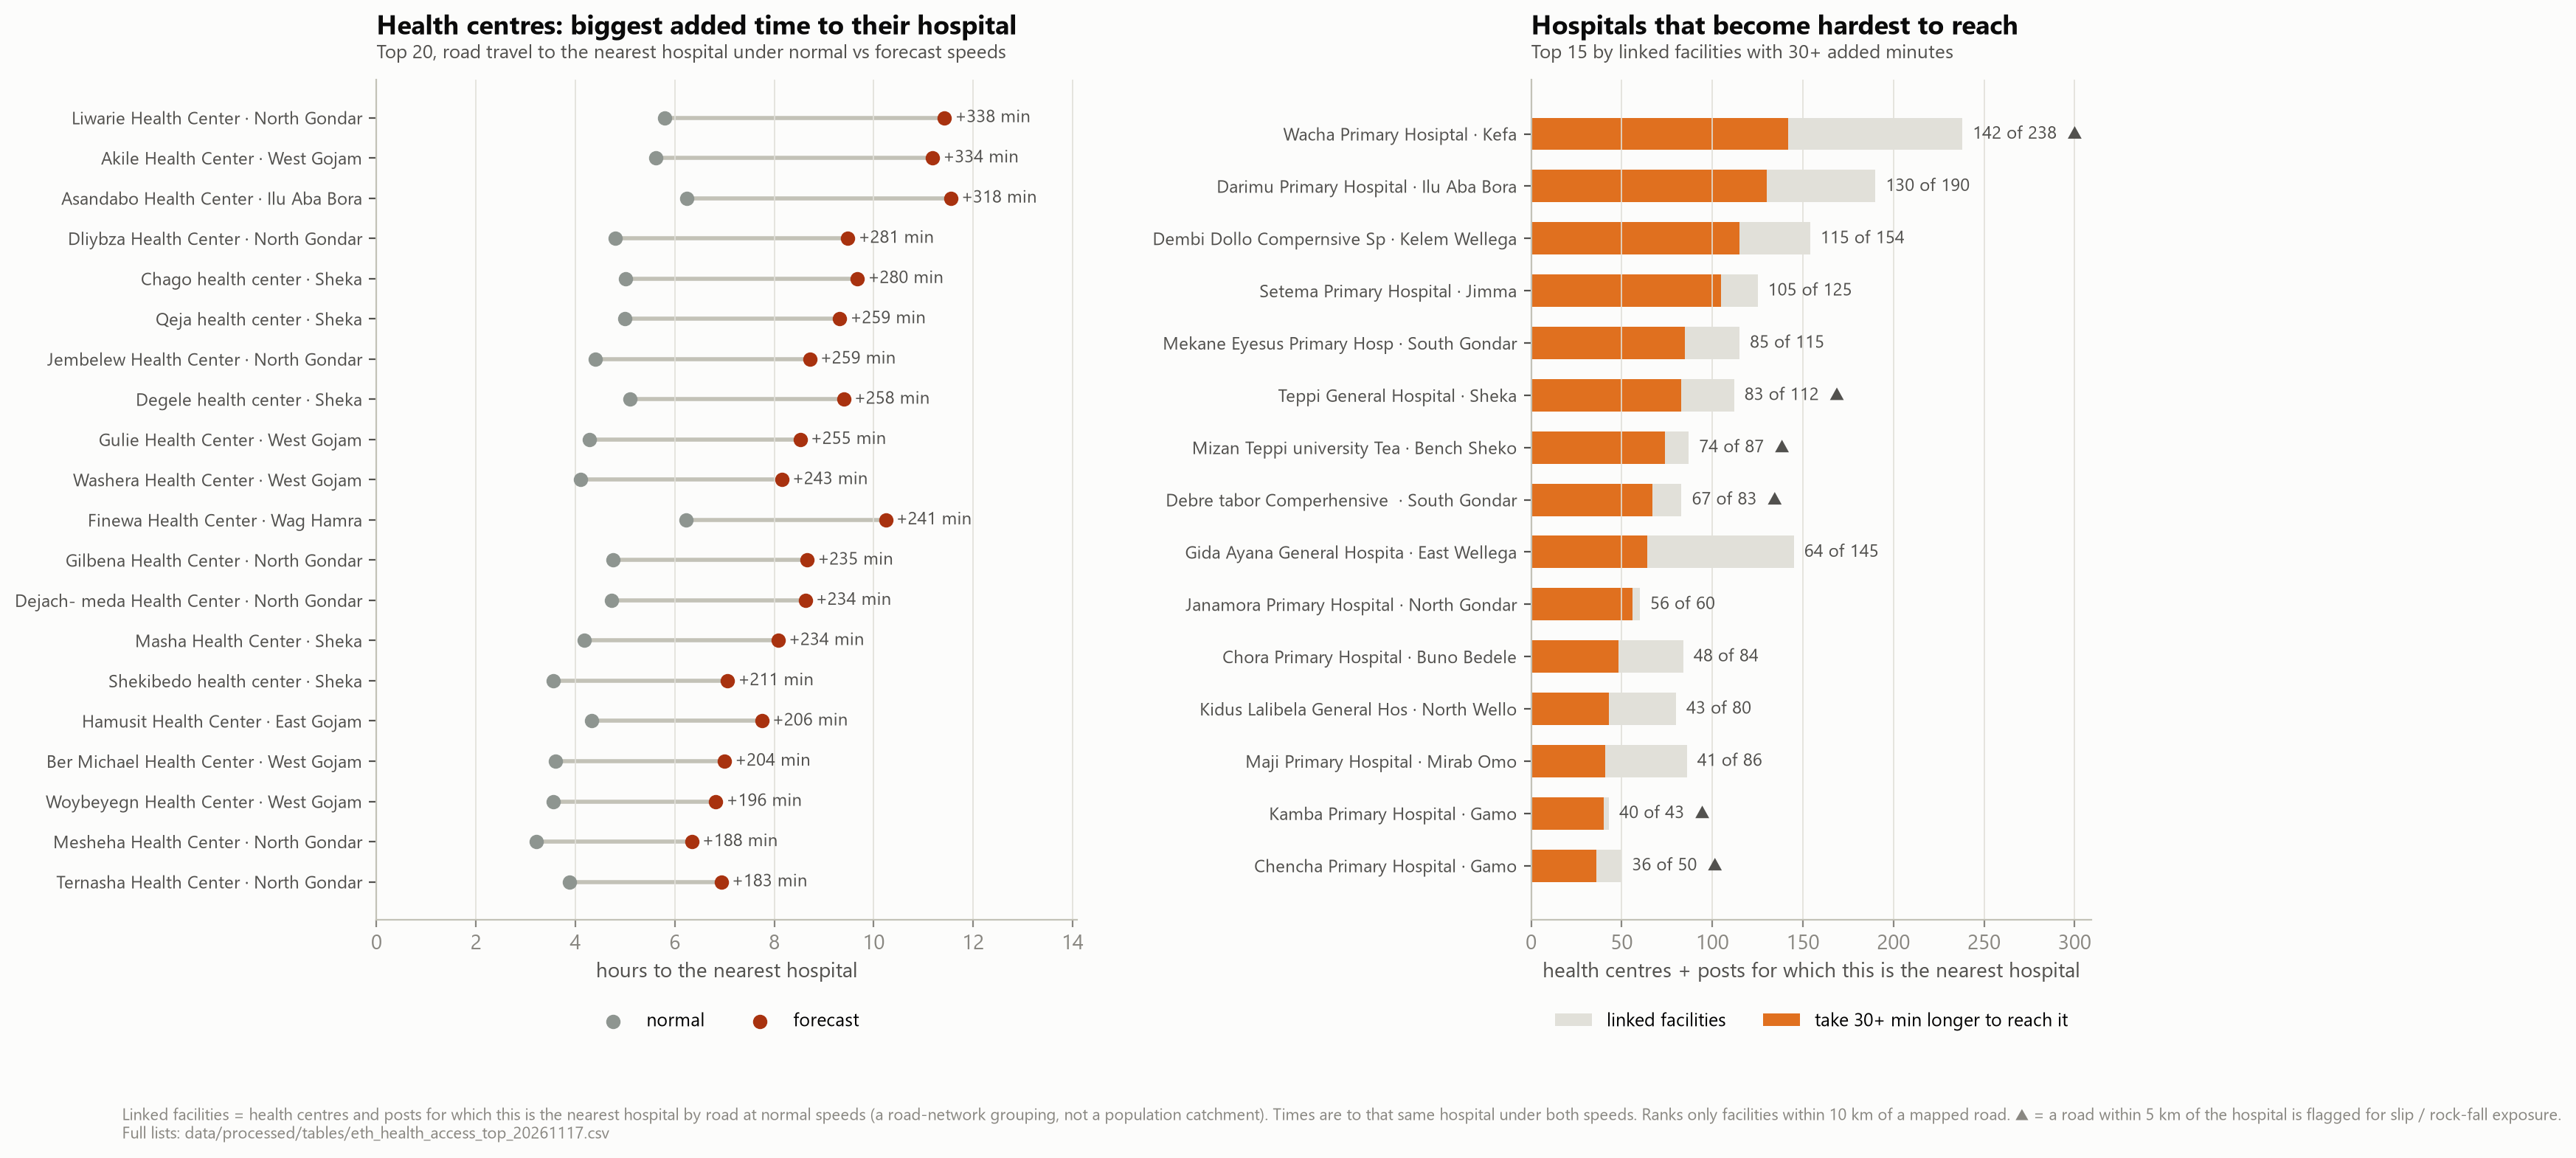 Health centres: biggest added time to their hospital
Top 20, road travel to the nearest hospital under normal vs forecast speeds
Liwarie Health Center · North Gondar +338 min
Akile Health Center · West Gojam +334 min
Asandabo Health Center · Ilu Aba Bora +318 min
Dliybza Health Center · North Gondar +281 min
Chago health center · Sheka +280 min
Qeja health center · Sheka +259 min
Jembelew Health Center · North Gondar +259 min
Degele health center · Sheka +258 min
Gulie Health Center · West Gojam +255 min
Washera Health Center · West Gojam +243 min
Finewa Health Center · Wag Hamra +241 min
Gilbena Health Center · North Gondar +235 min
Dejach- meda Health Center · North Gondar +234 min
Masha Health Center · Sheka +234 min
Shekibedo health center · Sheka +211 min
Hamusit Health Center · East Gojam +206 min
Ber Michael Health Center · West Gojam +204 min
Woybeyegn Health Center · West Gojam +196 min
Mesheha Health Center · North Gondar +188 min
Ternasha Health Center · North Gondar +183 min
0 2 4 6 8 10 12 14
hours to the nearest hospital
normal forecast
Hospitals that become hardest to reach
Top 15 by linked facilities with 30+ added minutes
Wacha Primary Hosiptal · Kefa 142 of 238 ▲
Darimu Primary Hospital · Ilu Aba Bora 130 of 190
Dembi Dollo Compernsive Sp · Kelem Wellega 115 of 154
Setema Primary Hospital · Jimma 105 of 125
Mekane Eyesus Primary Hosp · South Gondar 85 of 115
Teppi General Hospital · Sheka 83 of 112 ▲
Mizan Teppi university Tea · Bench Sheko 74 of 87 ▲
Debre tabor Comperhensive · South Gondar 67 of 83 ▲
Gida Ayana General Hospita · East Wellega 64 of 145
Janamora Primary Hospital · North Gondar 56 of 60
Chora Primary Hospital · Buno Bedele 48 of 84
Kidus Lalibela General Hos · North Wello 43 of 80
Maji Primary Hospital · Mirab Omo 41 of 86
Kamba Primary Hospital · Gamo 40 of 43 ▲
Chencha Primary Hospital · Gamo 36 of 50 ▲
0 50 100 150 200 250 300
health centres + posts for which this is the nearest hospital
linked facilities take 30+ min longer to reach it
Linked facilities = health centres and posts for which this is the nearest hospital by road at normal speeds (a road-network grouping, not a population catchment). Times are to that same hospital under both speeds. Ranks only facilities within 10 km of a mapped road. ▲ = a road within 5 km of the hospital is flagged for slip / rock-fall exposure.
Full lists: data/processed/tables/eth_health_access_top_20261117.csv